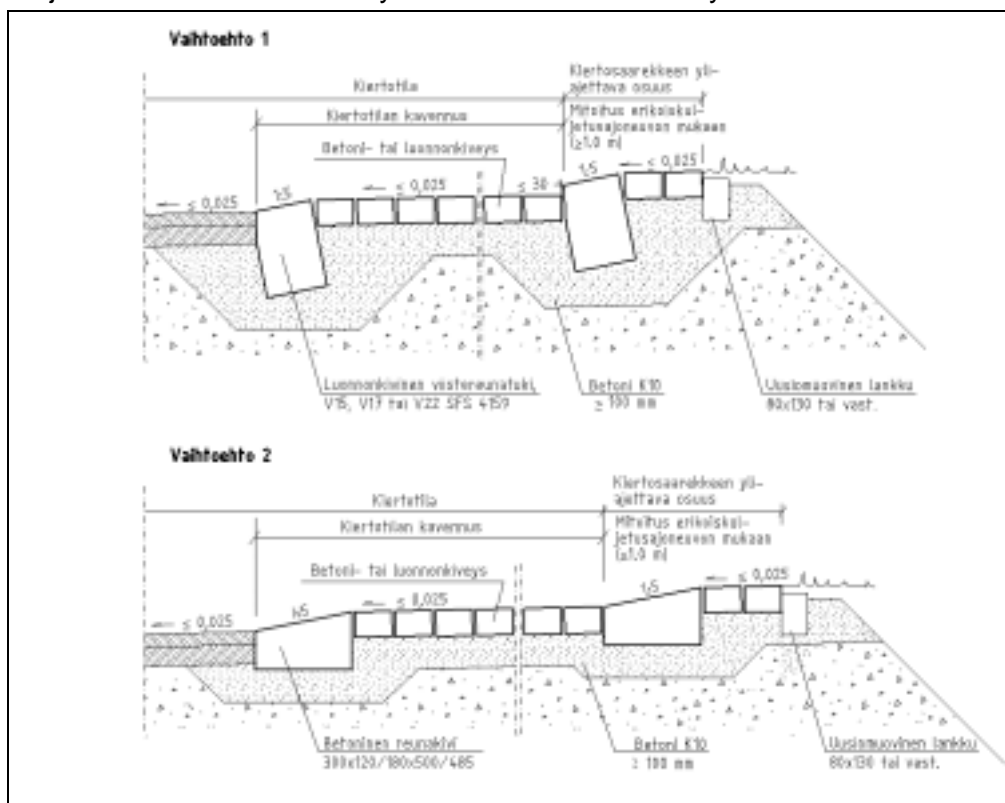 Vaihtoehto 1
Kiertotila
Kiertosaarekkeen yli-
ajettava osuus
Kiertotilan kavennus
Mitoitus erikoiskul-
jetusajoneuvon mukaan
(≥1.0 m)
Betoni- tai luonnonkiveys
≤ 0,025
1:5
≤ 0,025
≤ 30
1:5
≤ 0,025
Luonnonkivinen viistereunatuki,
V15, V17 tai V22 SFS 4159
Betoni K10
≥ 100 mm
Uusiomuovinen lankku
80x130 tai vast.
Vaihtoehto 2
Kiertotila
Kiertosaarekkeen yli-
ajettava osuus
Kiertotilan kavennus
Mitoitus erikoiskul-
jetusajoneuvon mukaan
(≥1.0 m)
Betoni- tai luonnonkiveys
≤ 0,025
1:5
≤ 0,025
1:5
≤ 0,025
Betoninen reunakivi
300x120/180x500/485
Betoni K10
≥ 100 mm
Uusiomuovinen lankku
80x130 tai vast.